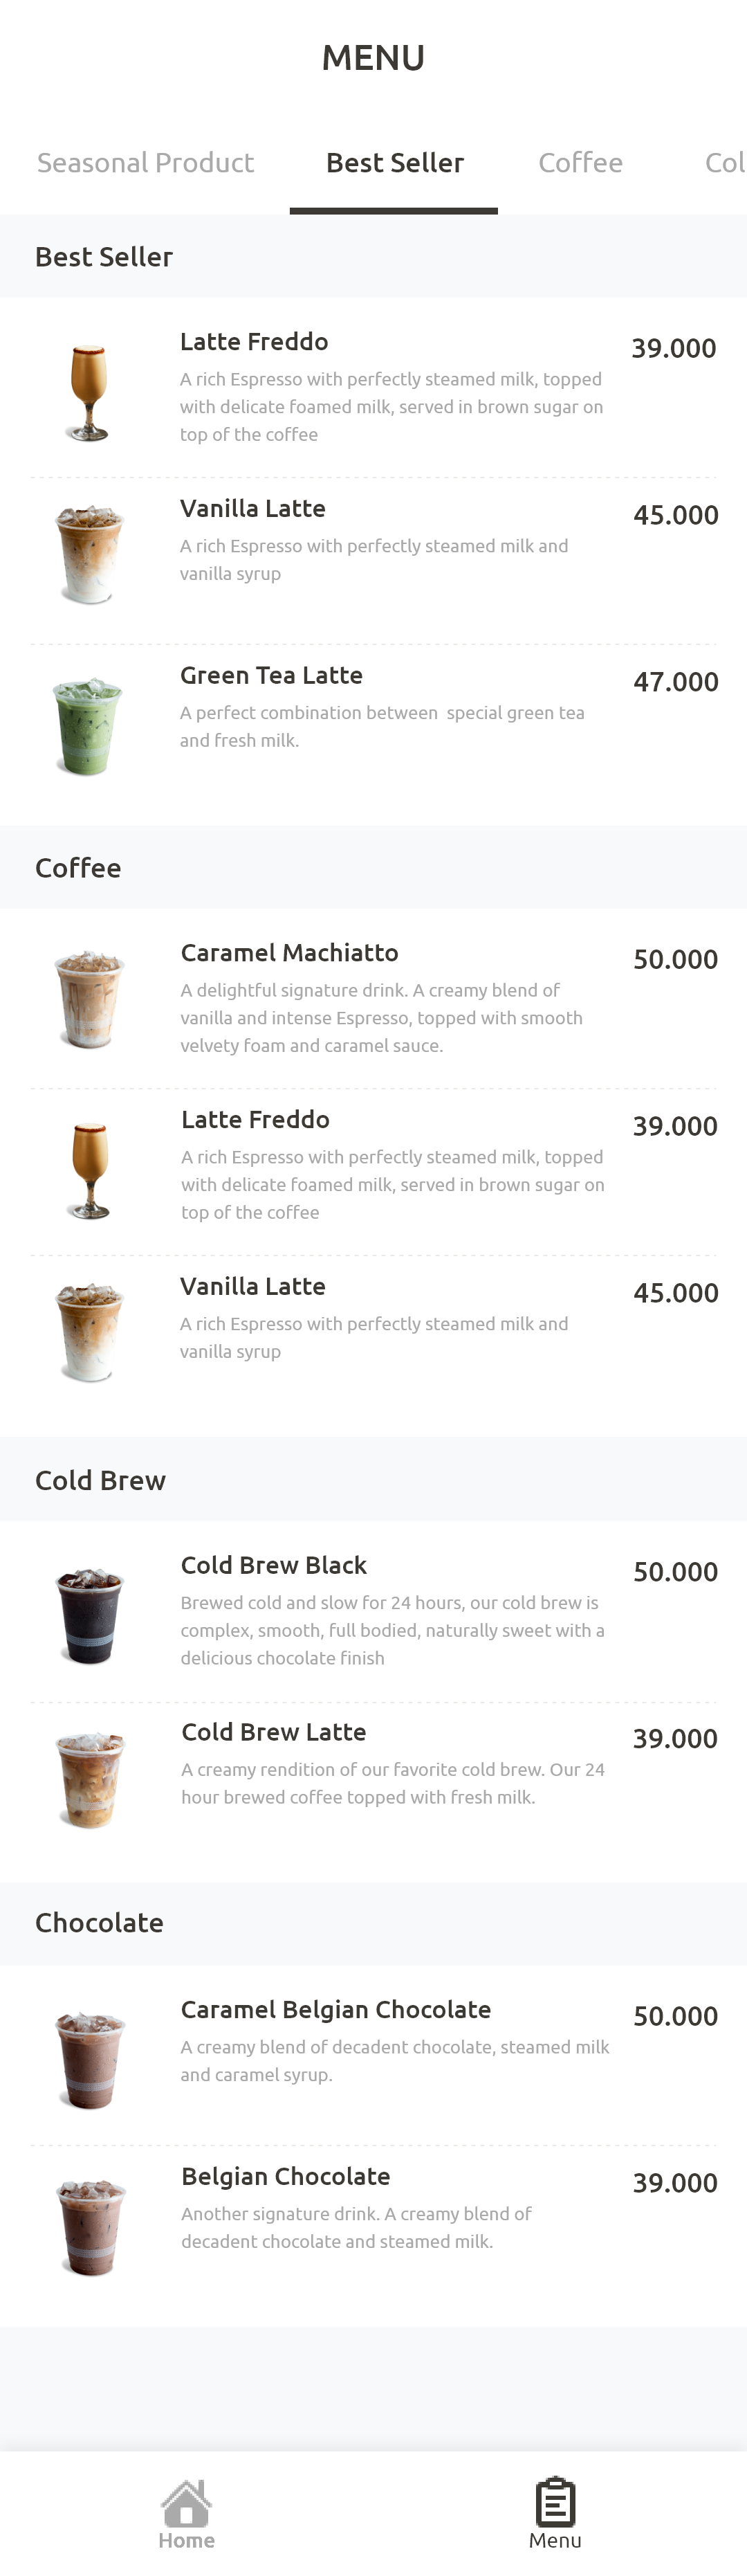 MENU
Seasonal Product Best Seller Coffee Col
Best Seller
Latte Freddo 39.000
A rich Espresso with perfectly steamed milk, topped
with delicate foamed milk, served in brown sugar on
top of the coffee
Vanilla Latte 45.000
A rich Espresso with perfectly steamed milk and
vanilla syrup
Green Tea Latte 47.000
A perfect combination between  special green tea
and fresh milk.
Coffee
Caramel Machiatto 50.000
A delightful signature drink. A creamy blend of
vanilla and intense Espresso, topped with smooth
velvety foam and caramel sauce.
Latte Freddo 39.000
A rich Espresso with perfectly steamed milk, topped
with delicate foamed milk, served in brown sugar on
top of the coffee
Vanilla Latte 45.000
A rich Espresso with perfectly steamed milk and
vanilla syrup
Cold Brew
Cold Brew Black 50.000
Brewed cold and slow for 24 hours, our cold brew is
complex, smooth, full bodied, naturally sweet with a
delicious chocolate finish
Cold Brew Latte 39.000
A creamy rendition of our favorite cold brew. Our 24
hour brewed coffee topped with fresh milk.
Chocolate
Caramel Belgian Chocolate 50.000
A creamy blend of decadent chocolate, steamed milk
and caramel syrup.
Belgian Chocolate 39.000
Another signature drink. A creamy blend of
decadent chocolate and steamed milk.
Home Menu